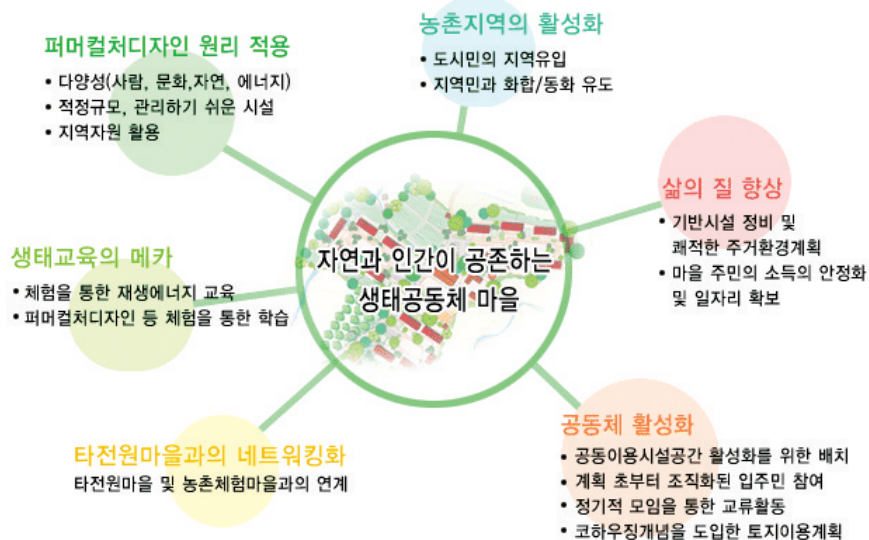 농촌지역의 활성화
• 도시민의 지역유입
• 지역민과 화합/동화 유도
퍼머컬처디자인 원리 적용
• 다양성(사람, 문화,자연, 에너지)
• 적정규모, 관리하기 쉬운 시설
• 지역자원 활용
삶의 질 향상
• 기반시설 정비 및
쾌적한 주거환경계획
• 마을 주민의 소득의 안정화
및 일자리 확보
자연과 인간이 공존하는
생태공동체 마을
생태교육의 메카
• 체험을 통한 재생에너지 교육
• 퍼머컬처디자인 등 체험을 통한 학습
타전원마을과의 네트워킹화
타전원마을 및 농촌체험마을과의 연계
공동체 활성화
• 공동이용시설공간 활성화를 위한 배치
• 계획 초부터 조직화된 입주민 참여
• 정기적 모임을 통한 교류활동
• 코하우징개념을 도입한 토지이용계획